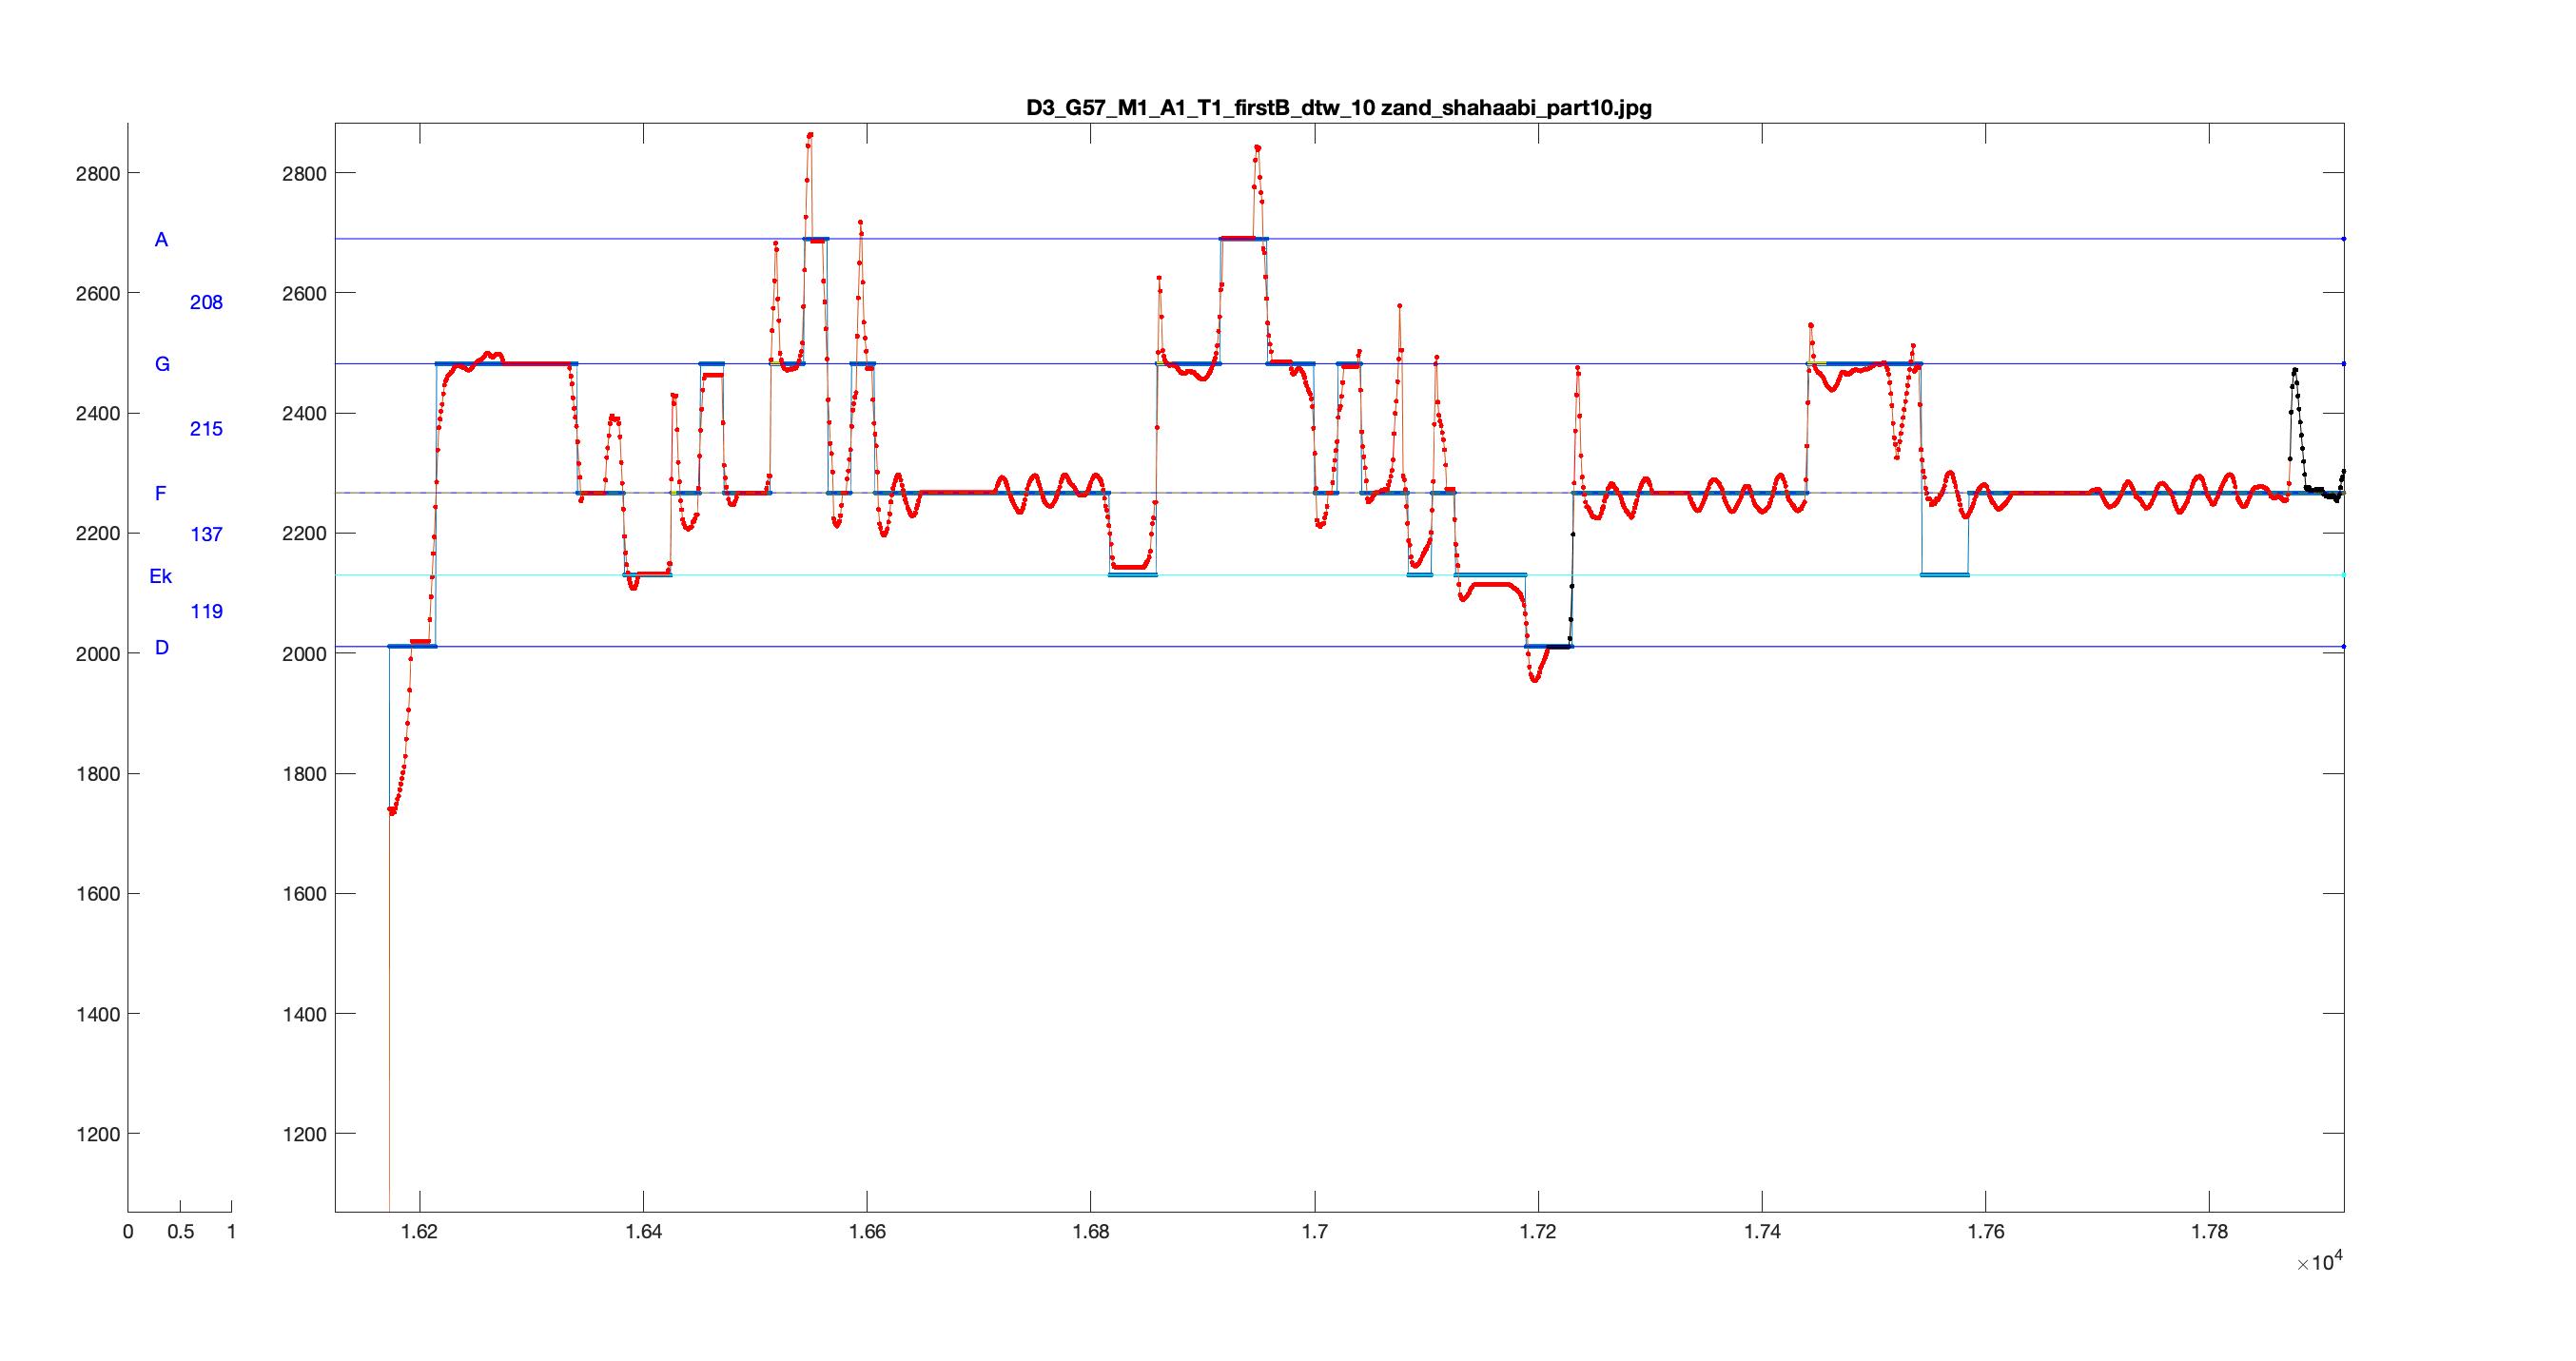 D3_G57_M1_A1_T1_firstB_dtw_10 zand_shahaabi_part10.jpg
2800 2800
A
2600 208 2600
G
2400 215 2400
F
2200 137 2200
Ek
119
2000 D 2000
1800 1800
1600 1600
1400 1400
1200 1200
0 0.5 1 1.62 1.64 1.66 1.68 1.7 1.72 1.74 1.76 1.78
×10^4